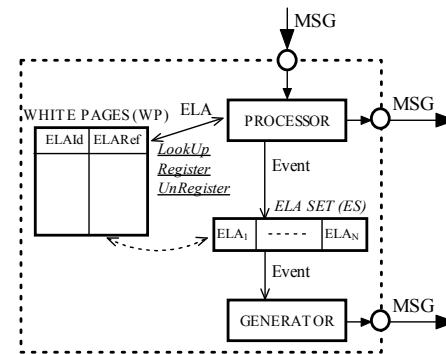 MSG
WHITE PAGES (WP)
ELA
PROCESSOR
MSG
ELAId ELARef
LookUp
Register
UnRegister
Event
ELA SET (ES)
ELA1 ----- ELAN
Event
GENERATOR
MSG